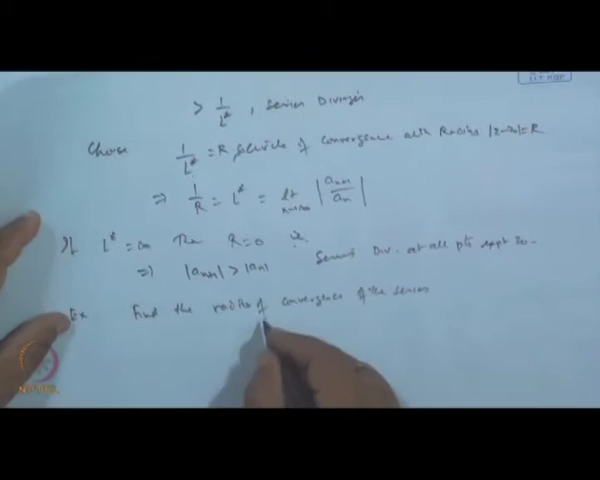 > 1/L* , Series Diverges
Choose 1/L* = R circle of convergence with Radius |z-z0|=R
⇒ 1/R = L* = lt n→∞ |an+1/an|
If L* = ∞ then R=0 ie
⇒ |an+1| > |an| Series Div. at all pts except z0.
Ex Find the radius of convergence of the series
NPTEL